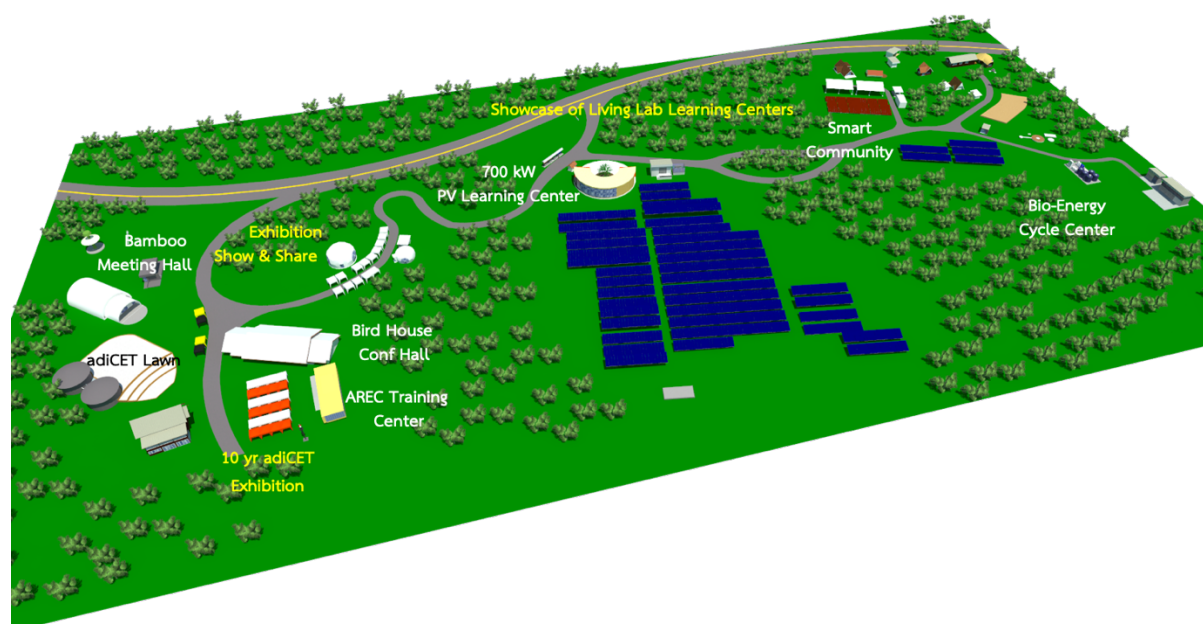 Showcase of Living Lab Learning Centers
Smart
Community
700 kW
PV Learning Center
Bio-Energy
Cycle Center
Exhibition
Show & Share
Bamboo
Meeting Hall
Bird House
Conf Hall
adiCET Lawn
AREC Training
Center
10 yr adiCET
Exhibition